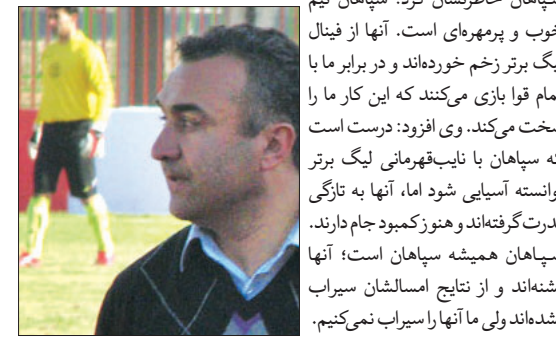 سپاهان خاطرنشان کرد: سپاهان تیم
خوب و پرمهره‌ای است. آنها از فینال
لیگ برتر زخم خورده‌اند و در برابر ما با
تمام قوا بازی می‌کنند که این کار ما را
سخت می‌کند. وی افزود: درست است
که سپاهان با نایب‌قهرمانی لیگ برتر
توانسته آسیایی شود اما، آنها به تازگی
قدرت گرفته‌اند و هنوز کمبود جام دارند.
سپاهان همیشه سپاهان است؛ آنها
تشنه‌اند و از نتایج امسالشان سیراب
نشده‌اند ولی ما آنها را سیراب نمی‌کنیم.